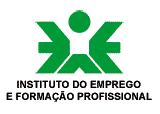 INSTITUTO DO EMPREGO
E FORMAÇÃO PROFISSIONAL